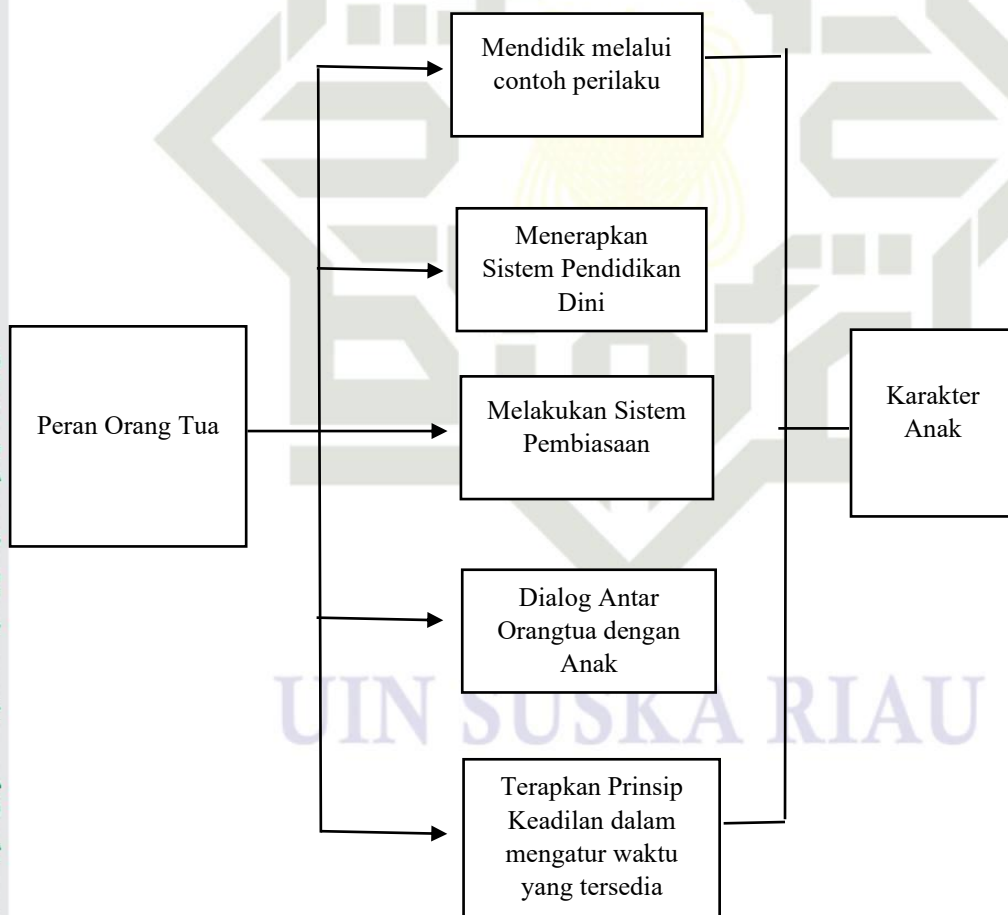 Mendidik melalui
contoh perilaku
Menerapkan
Sistem Pendidikan
Dini
Peran Orang Tua
Melakukan Sistem
Pembiasaan
Karakter
Anak
Dialog Antar
Orangtua dengan
Anak
UIN SUSKA RIAU
Terapkan Prinsip
Keadilan dalam
mengatur waktu
yang tersedia